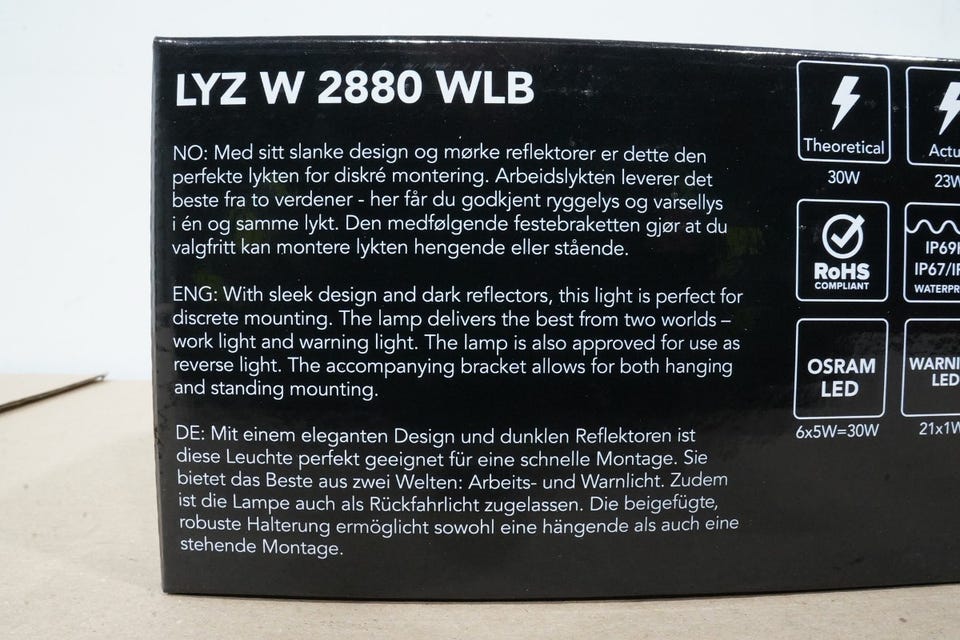 LYZ W 2880 WLB
NO: Med sitt slanke design og mørke reflektorer er dette den
perfekte lykten for diskré montering. Arbeidslykten leverer det
beste fra to verdener - her får du godkjent ryggelys og varsellys
i én og samme lykt. Den medfølgende festebraketten gjør at du
valgfritt kan montere lykten hengende eller stående.
ENG: With sleek design and dark reflectors, this light is perfect for
discrete mounting. The lamp delivers the best from two worlds –
work light and warning light. The lamp is also approved for use as
reverse light. The accompanying bracket allows for both hanging
and standing mounting.
DE: Mit einem eleganten Design und dunklen Reflektoren ist
diese Leuchte perfekt geeignet für eine schnelle Montage. Sie
bietet das Beste aus zwei Welten: Arbeits- und Warnlicht. Zudem
ist die Lampe auch als Rückfahrlicht zugelassen. Die beigefügte,
robuste Halterung ermöglicht sowohl eine hängende als auch eine
stehende Montage.
Theoretical
30W
Actu
23W
RoHS
COMPLIANT
IP69
IP67/IP
WATERPR
OSRAM
LED
6x5W=30W
WARNI
LED
21x1W